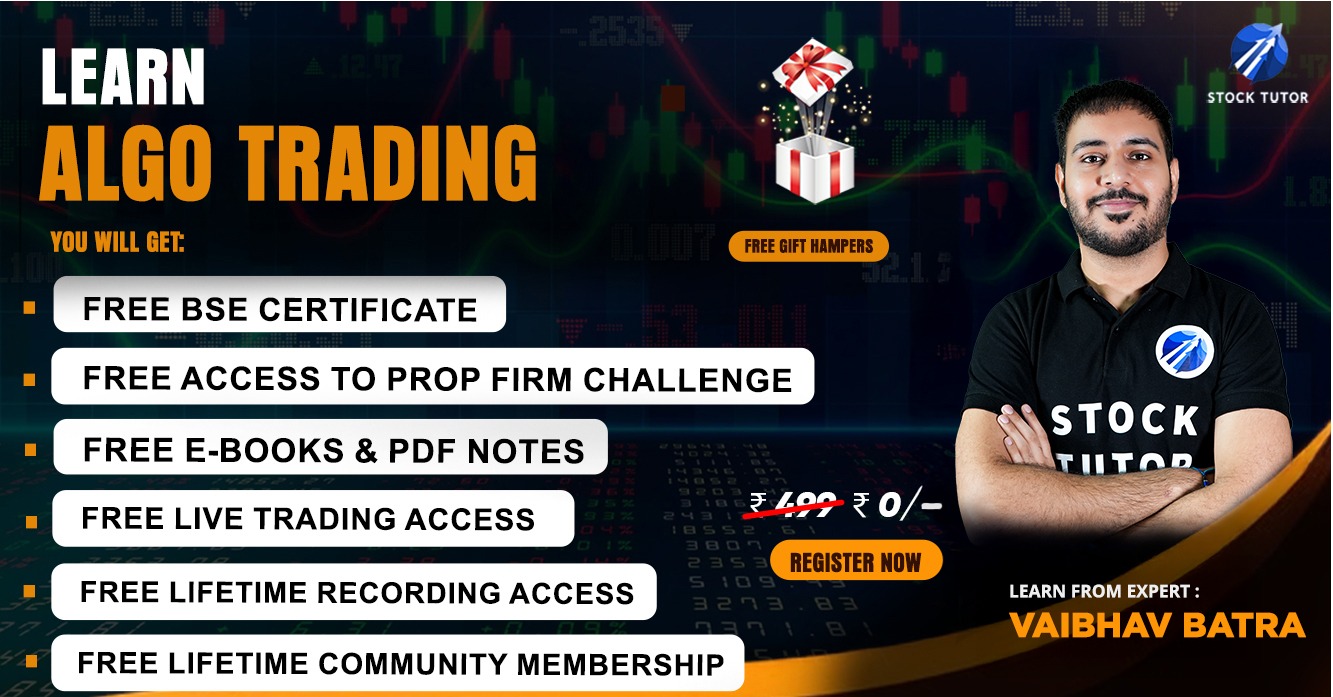 LEARN
ALGO TRADING
YOU WILL GET:
FREE BSE CERTIFICATE
FREE ACCESS TO PROP FIRM CHALLENGE
FREE E-BOOKS & PDF NOTES
FREE LIVE TRADING ACCESS
FREE LIFETIME RECORDING ACCESS
FREE LIFETIME COMMUNITY MEMBERSHIP
FREE GIFT HAMPERS
₹ 499 ₹ 0/-
REGISTER NOW
STOCK TUTOR
STOCK
TUTOR
LEARN FROM EXPERT :
VAIBHAV BATRA